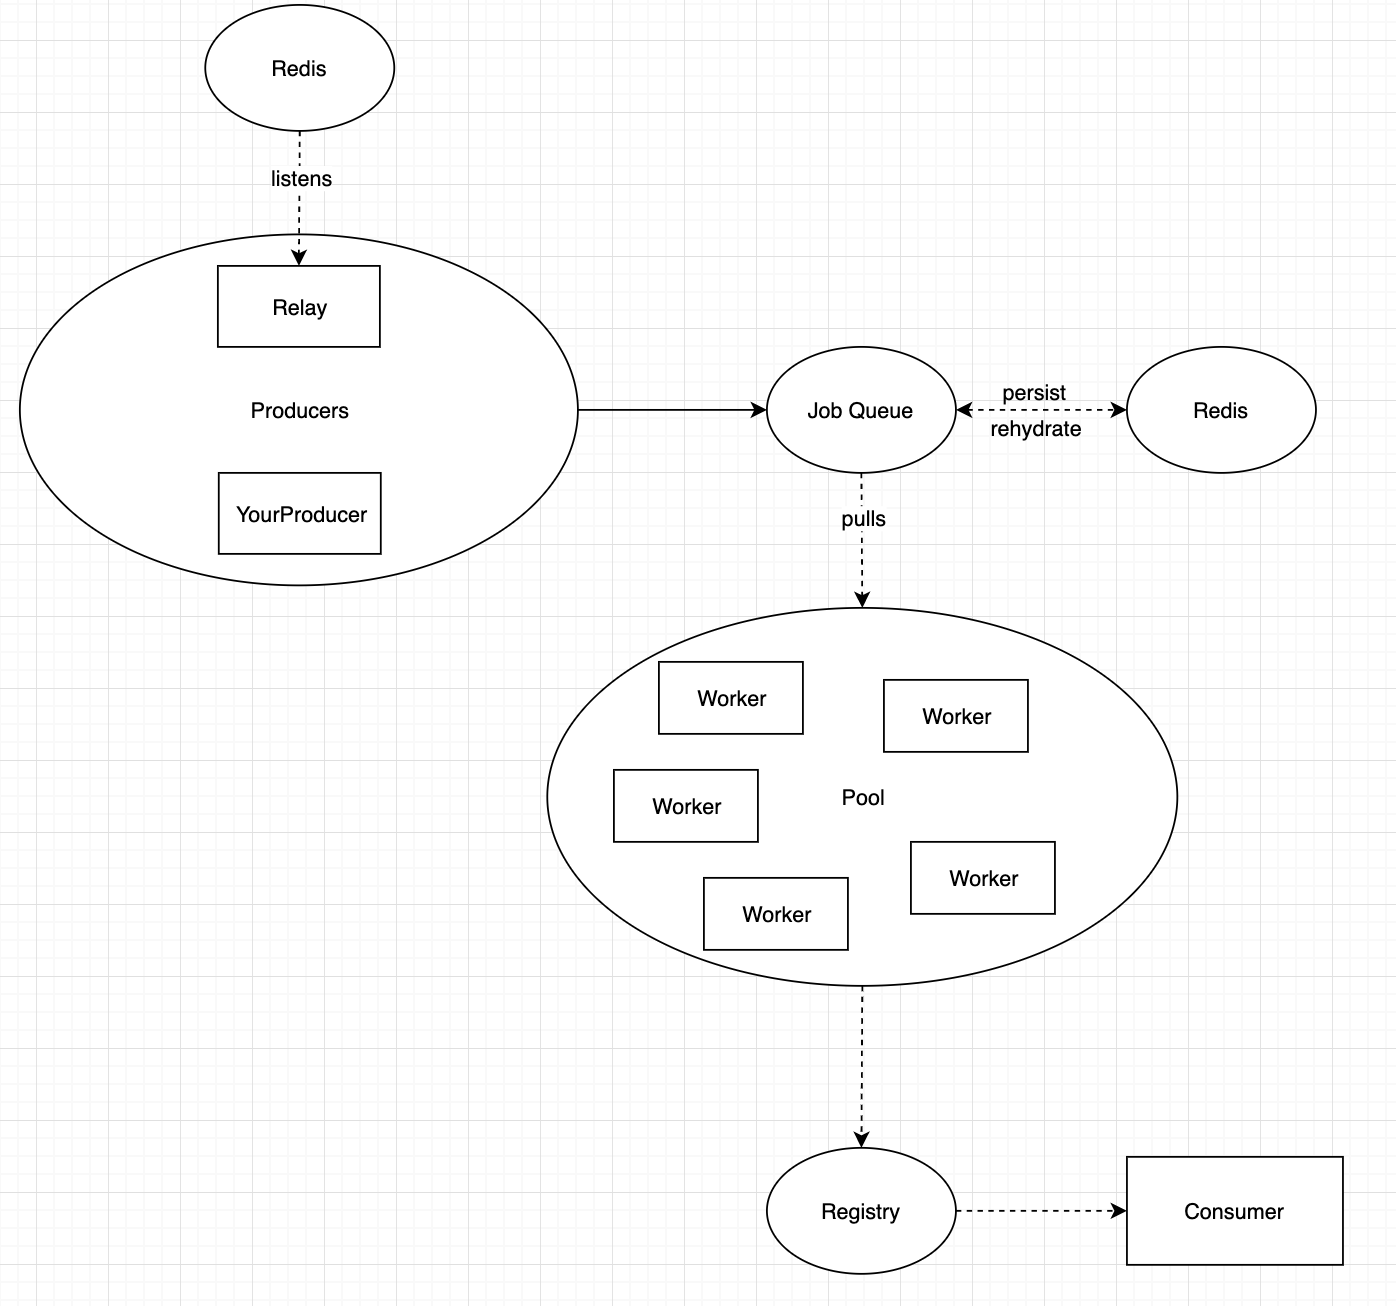 Redis
listens
Relay
Producers
YourProducer
Job Queue
persist
rehydrate
Redis
pulls
Worker
Worker
Worker
Pool
Worker
Worker
Registry
Consumer